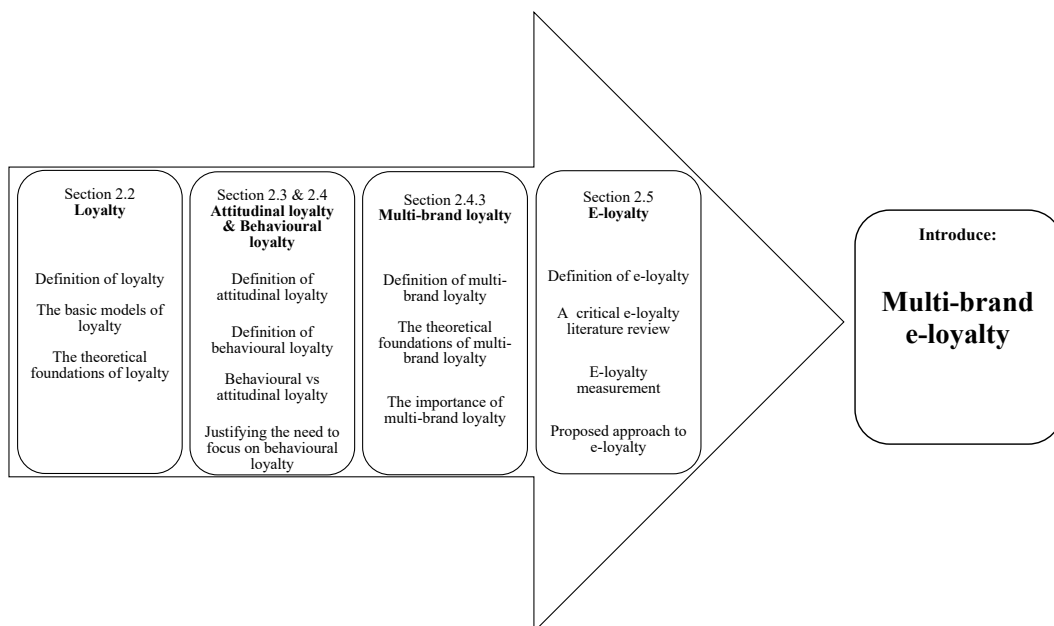 Section 2.2
Loyalty
Definition of loyalty
The basic models of
loyalty
The theoretical
foundations of loyalty
Section 2.3 & 2.4
Attitudinal loyalty
& Behavioural
loyalty
Definition of
attitudinal loyalty
Definition of
behavioural loyalty
Behavioural vs
attitudinal loyalty
Justifying the need to
focus on behavioural
loyalty
Section 2.4.3
Multi-brand loyalty
Definition of multi-
brand loyalty
The theoretical
foundations of multi-
brand loyalty
The importance of
multi-brand loyalty
Section 2.5
E-loyalty
Definition of e-loyalty
A critical e-loyalty
literature review
E-loyalty
measurement
Proposed approach to
e-loyalty
Introduce:
Multi-brand
e-loyalty